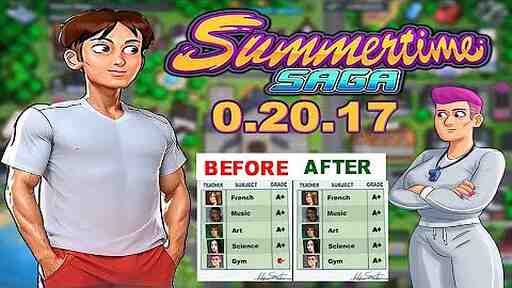 Summertime
SAGA
0.20.17
BEFORE AFTER
TEACHER SUBJECT GRADE TEACHER SUBJECT GRADE
French A+ French A+
Music A+ Music A+
Art A+ Art A+
Science A+ Science A+
Gym Gym A+